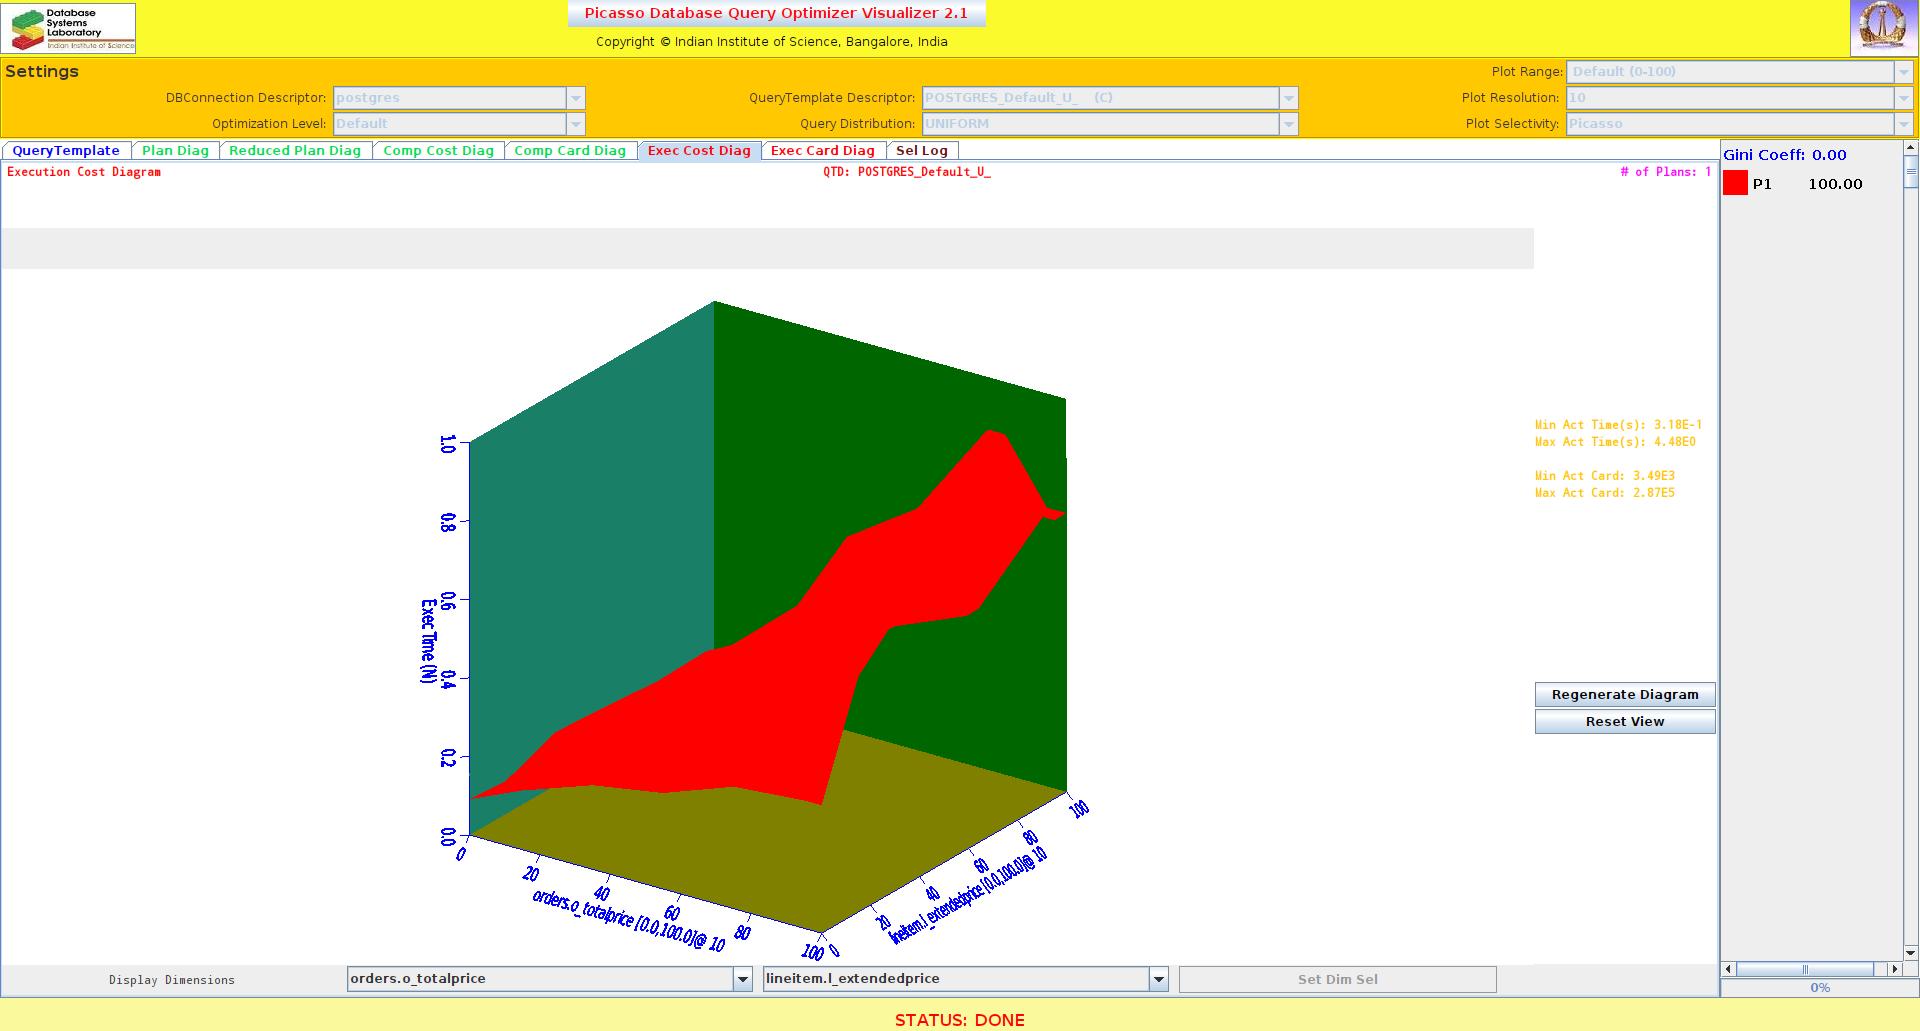 Database
Systems
Laboratory
Indian Institute of Science
Picasso Database Query Optimizer Visualizer 2.1
Copyright © Indian Institute of Science, Bangalore, India
Settings
DBConnection Descriptor: postgres
QueryTemplate Descriptor: POSTGRES_Default_U_ (C)
Plot Range: Default (0-100)
Plot Resolution: 10
Optimization Level: Default
Query Distribution: UNIFORM
Plot Selectivity: Picasso
QueryTemplate Plan Diag Reduced Plan Diag Comp Cost Diag Comp Card Diag Exec Cost Diag Exec Card Diag Sel Log
Execution Cost Diagram QTD: POSTGRES_Default_U_ # of Plans: 1
Gini Coeff: 0.00
P1 100.00
Min Act Time(s): 3.18E-1
Max Act Time(s): 4.48E0
Min Act Card: 3.49E3
Max Act Card: 2.87E5
1.0
0.8
0.6
0.4
0.2
0.0
Exec Time (N)
0 20 40 60 80 100
orders.o_totalprice [0.0,100.0]@ 10
0 20 40 60 80 100
lineitem.l_extendedprice [0.0,100.0]@ 10
Regenerate Diagram
Reset View
Display Dimensions orders.o_totalprice lineitem.l_extendedprice Set Dim Sel
0%
STATUS: DONE